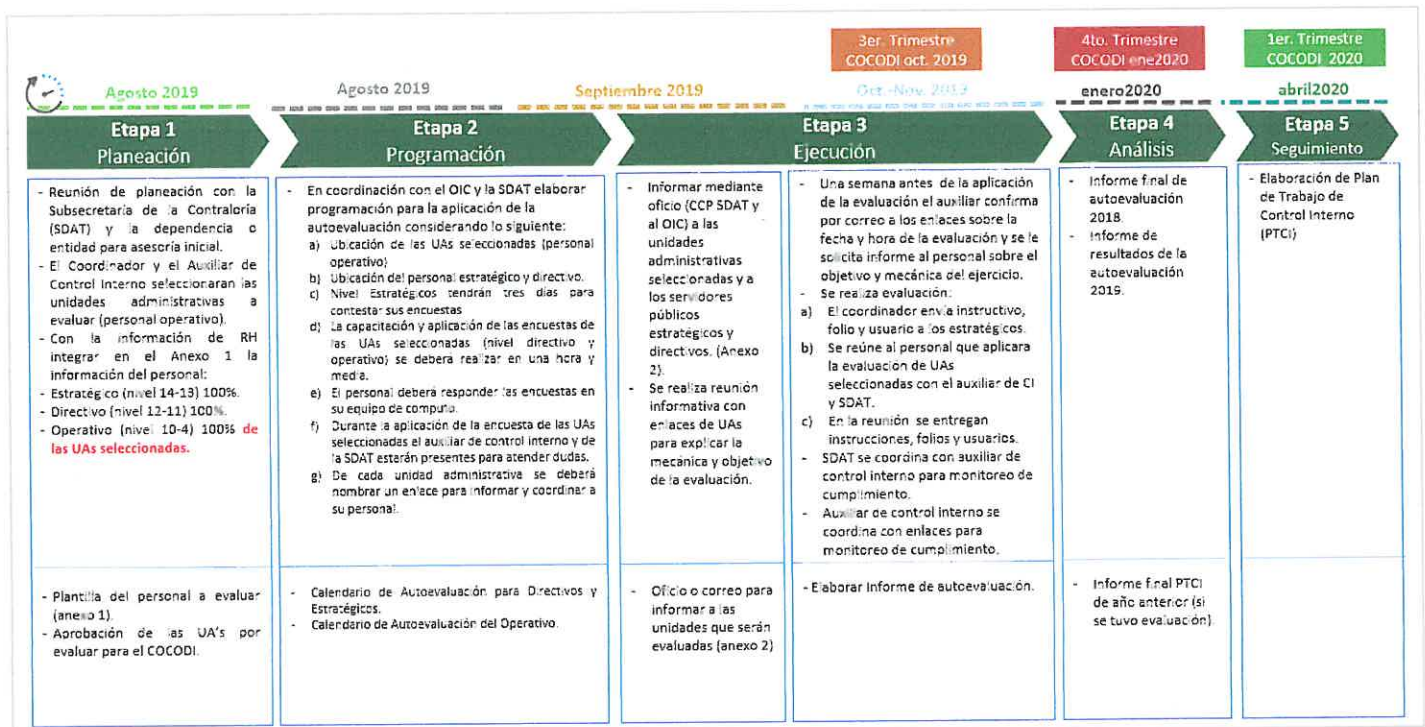 3er. Trimestre
COCODI oct. 2019
4to. Trimestre
COCODI ene2020
1er. Trimestre
COCODI 2020
Agosto 2019
Agosto 2019
Septiembre 2019
Oct.-Nov. 2019
enero2020
abril2020
Etapa 1
Planeación
Etapa 2
Programación
Etapa 3
Ejecución
Etapa 4
Análisis
Etapa 5
Seguimiento
- Reunión de planeación con la
Subsecretaría de la Contraloría
(SDAT) y la dependencia o
entidad para asesoría inicial.
- El Coordinador y el Auxiliar de
Control Interno seleccionaran las
unidades administrativas a
evaluar (personal operativo).
- Con la información de RH
integrar en el Anexo 1 la
información del personal:
- Estratégico (nivel 14-13) 100%.
- Directivo (nivel 12-11) 100%.
- Operativo (nivel 10-4) 100% de
las UAs seleccionadas.
- En coordinación con el OIC y la SDAT elaborar
programación para la aplicación de la
autoevaluación considerando lo siguiente:
a) Ubicación de las UAs seleccionadas (personal
operativo)
b) Ubicación del personal estratégico y directivo.
c) Nivel Estratégicos tendrán tres días para
contestar sus encuestas
d) La capacitación y aplicación de las encuestas de
las UAs seleccionadas (nivel directivo y
operativo) se deberá realizar en una hora y
media.
e) El personal deberá responder las encuestas en
su equipo de computo.
f) Durante la aplicación de la encuesta de las UAs
seleccionadas el auxiliar de control interno y de
la SDAT estarán presentes para atender dudas.
g) De cada unidad administrativa se deberá
nombrar un enlace para informar y coordinar a
su personal.
- Informar mediante
oficio (CCP SDAT y
al OIC) a las
unidades
administrativas
seleccionadas y a
los servidores
públicos
estratégicos y
directivos. (Anexo
2).
- Se realiza reunión
informativa con
enlaces de UAs
para explicar la
mecánica y objetivo
de la evaluación.
- Una semana antes de la aplicación
de la evaluación el auxiliar confirma
por correo a los enlaces sobre la
fecha y hora de la evaluación y se le
solicita informe al personal sobre el
objetivo y mecánica del ejercicio.
- Se realiza evaluación:
a) El coordinador envía instructivo,
folio y usuario a los estratégicos.
b) Se reúne al personal que aplicara
la evaluación de UAs
seleccionadas con el auxiliar de CI
y SDAT.
c) En la reunión se entregan
instrucciones, folios y usuarios.
- SDAT se coordina con auxiliar de
control interno para monitoreo de
cumplimiento.
- Auxiliar de control interno se
coordina con enlaces para
monitoreo de cumplimiento.
- Informe final de
autoevaluación
2018.
- Informe de
resultados de la
autoevaluación
2019.
- Elaboración de Plan
de Trabajo de
Control Interno
(PTCI)
- Plantilla del personal a evaluar
(anexo 1).
- Aprobación de las UA's por
evaluar para el COCODI.
- Calendario de Autoevaluación para Directivos y
Estratégicos.
- Calendario de Autoevaluación del Operativo.
- Oficio o correo para
informar a las
unidades que serán
evaluadas (anexo 2)
- Elaborar Informe de autoevaluación.
- Informe final PTCI
de año anterior (si
se tuvo evaluación).